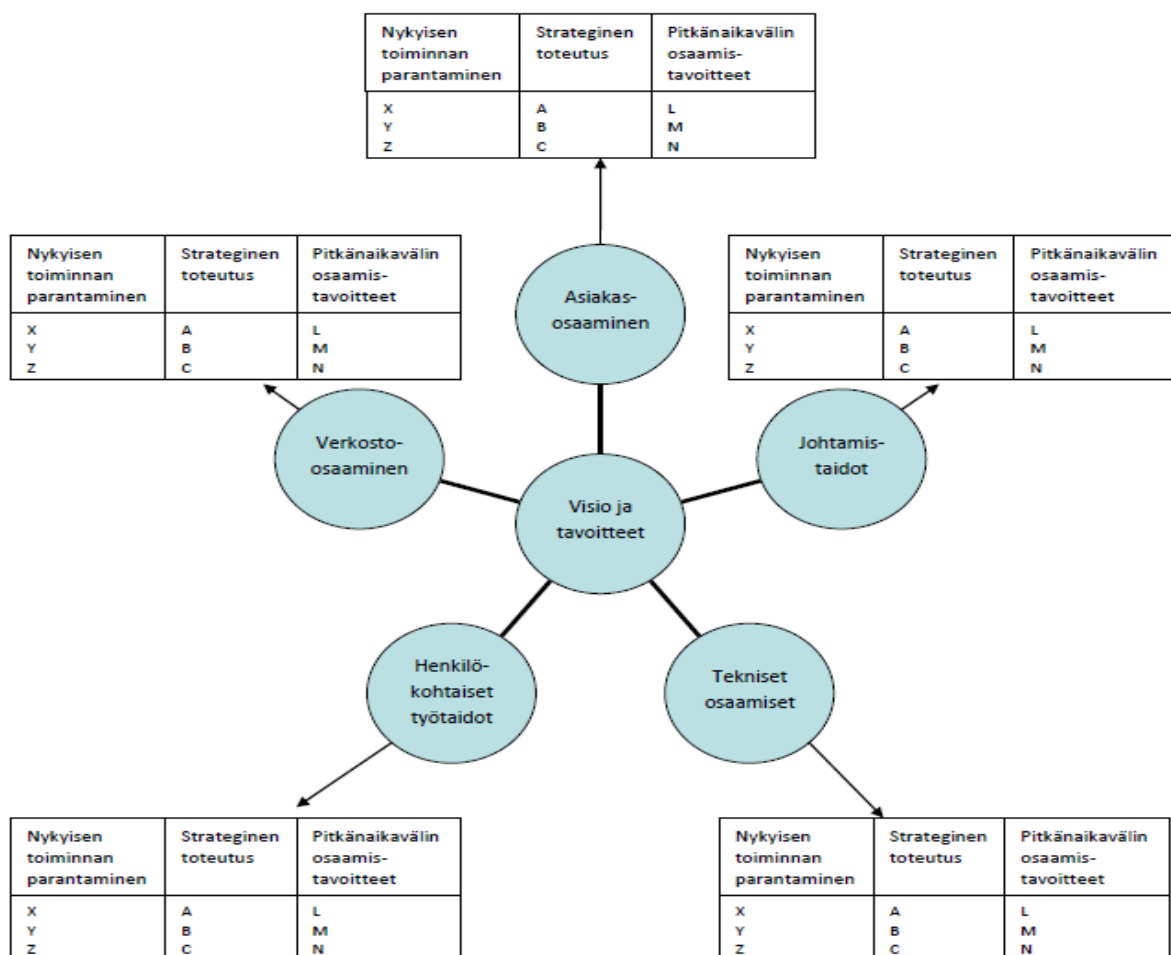 Nykyisen
toiminnan
parantaminen
Strateginen
toteutus
Pitkänaikavälin
osaamis-
tavoitteet
X
Y
Z
A
B
C
L
M
N
Nykyisen
toiminnan
parantaminen
Strateginen
toteutus
Pitkänaikavälin
osaamis-
tavoitteet
X
Y
Z
A
B
C
L
M
N
Asiakas-
osaaminen
Nykyisen
toiminnan
parantaminen
Strateginen
toteutus
Pitkänaikavälin
osaamis-
tavoitteet
X
Y
Z
A
B
C
L
M
N
Verkosto-
osaaminen
Johtamis-
taidot
Visio ja
tavoitteet
Henkilö-
kohtaiset
työtaidot
Tekniset
osaamiset
Nykyisen
toiminnan
parantaminen
Strateginen
toteutus
Pitkänaikavälin
osaamis-
tavoitteet
X
Y
Z
A
B
C
L
M
N
Nykyisen
toiminnan
parantaminen
Strateginen
toteutus
Pitkänaikavälin
osaamis-
tavoitteet
X
Y
Z
A
B
C
L
M
N